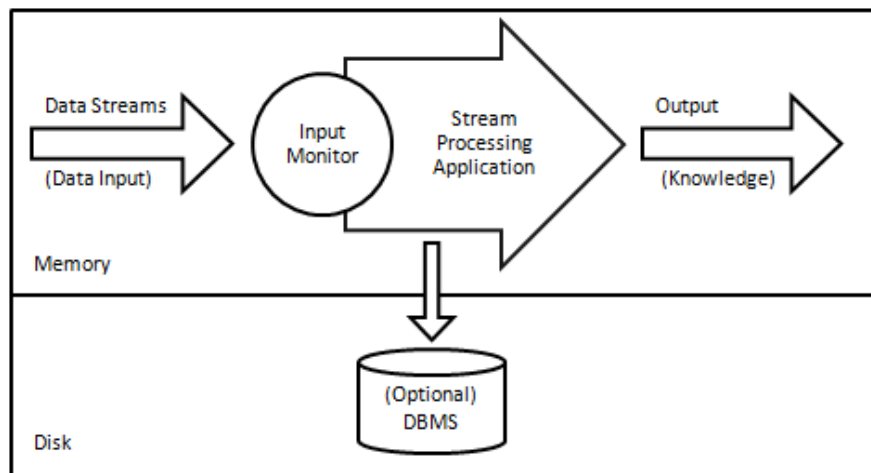 Data Streams
(Data Input)
Input
Monitor
Stream
Processing
Application
Output
(Knowledge)
Memory
(Optional)
DBMS
Disk